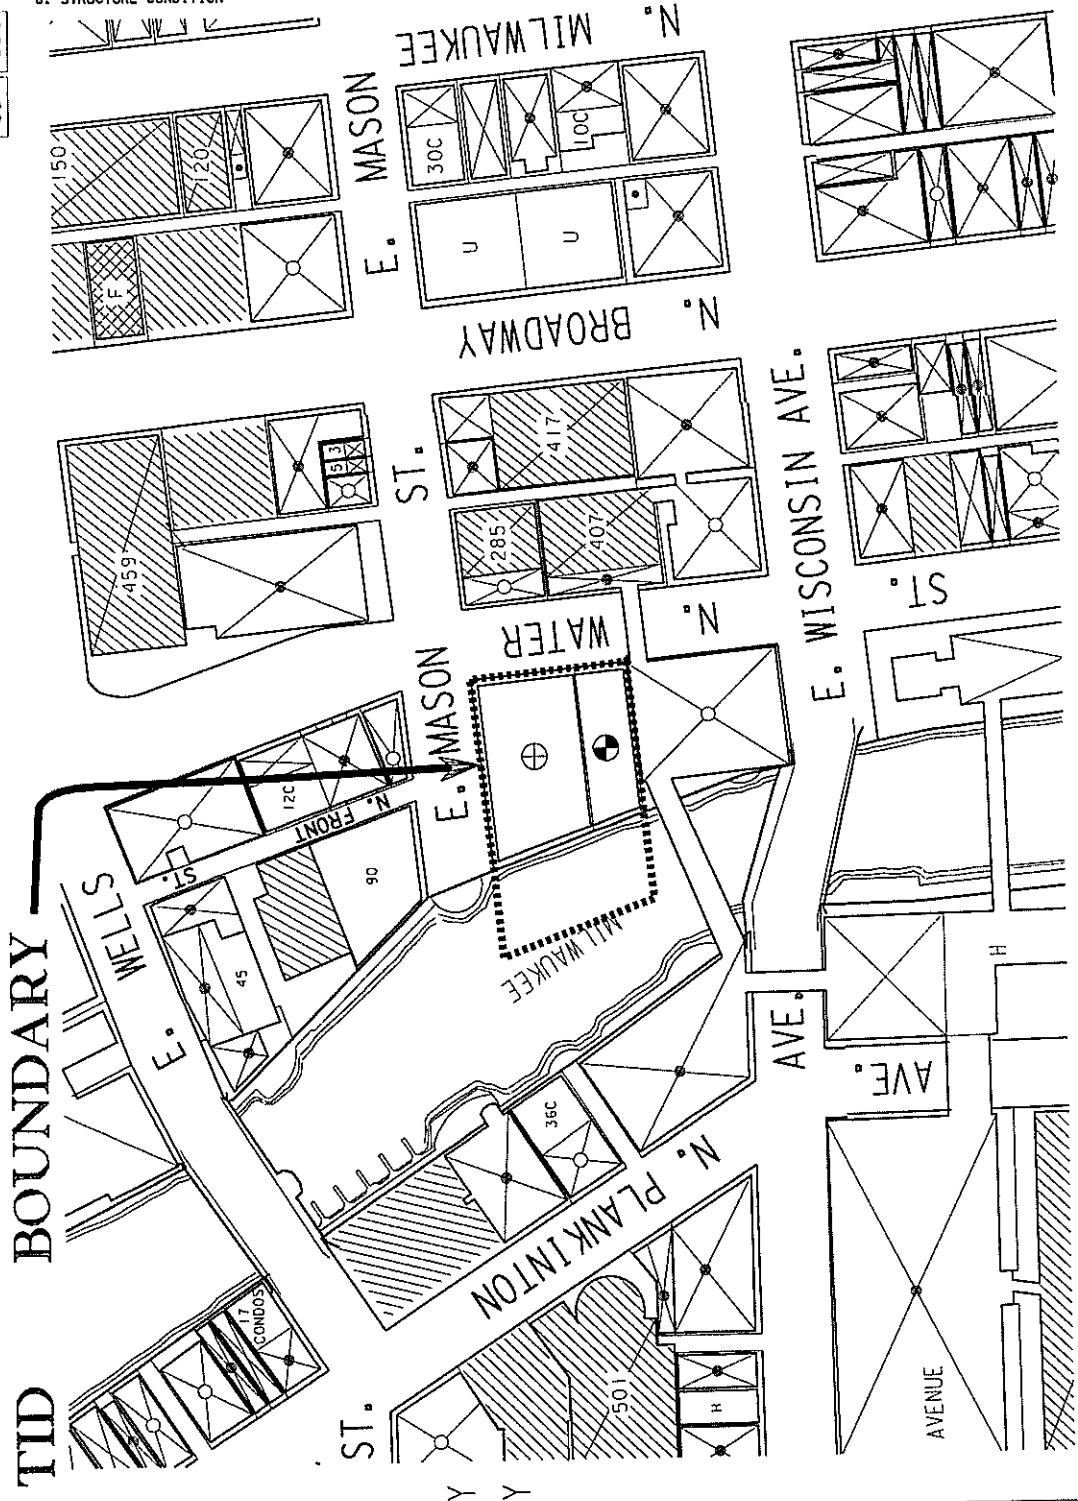 TID BOUNDARY
N. MILWAUKEE
E. MASON ST.
N. BROADWAY
N. WATER ST.
E. WISCONSIN AVE.
E. MASON
N. FRONT ST.
E. WELLS ST.
MILWAUKEE
N. PLANKINTON AVE.
AVE.
AVENUE
150
120
F
30C
10C
U
U
459
5
3
417
285
407
12C
90
45
36C
17
CONDOS
501
R
H
Y
Y